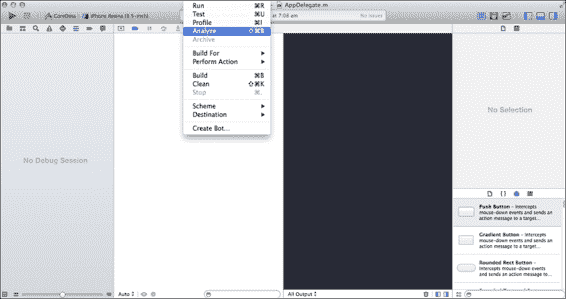 AppDelegate.m
CoreData
iPhone Retina (3.5-inch)
at 7:06 am
No Issues
Run ⌘R
Test ⌘U
Profile ⌘I
Analyze ⇧⌘B
Archive
Build For
Perform Action
Build ⌘B
Clean ⇧⌘K
Stop ⌘.
Scheme
Destination
Create Bot...
No Debug Session
No Selection
Push Button - Intercepts
mouse-down events and sends an
action message to a target...
Gradient Button - Intercepts
mouse-down events and sends an
action message to a target...
Rounded Rect Button -
Intercepts mouse-down events and
sends an action message to a...
Auto
All Output